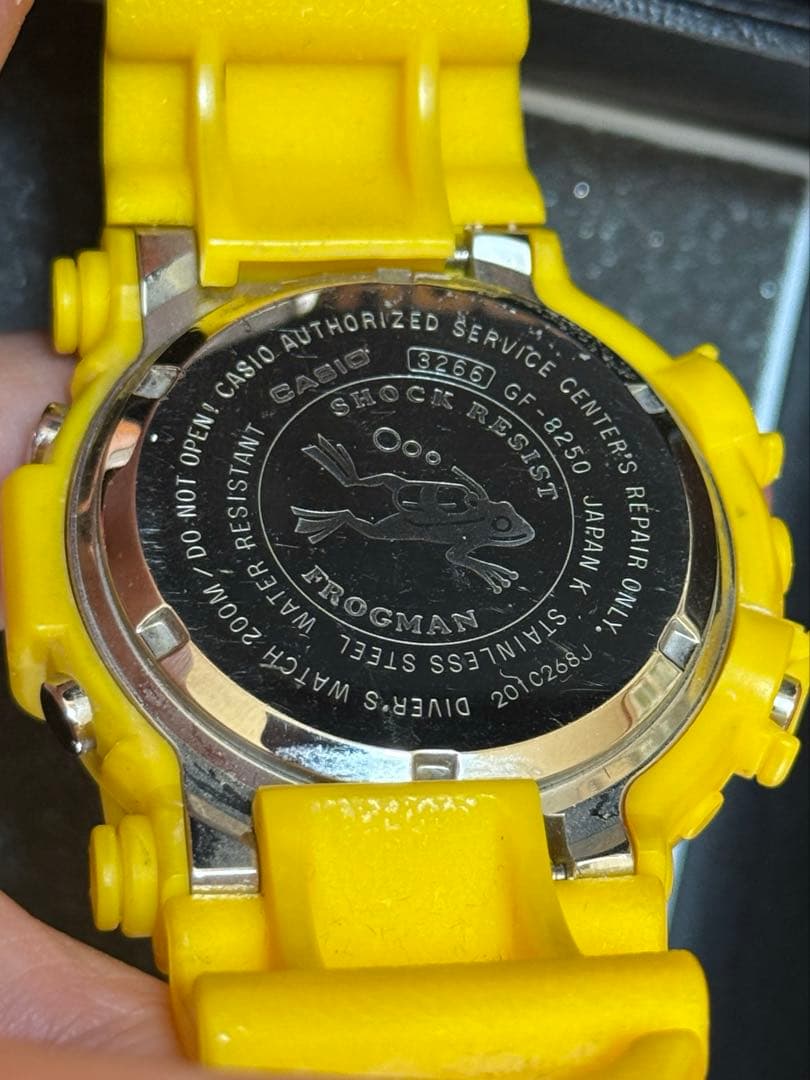 DO NOT OPEN! CASIO AUTHORIZED SERVICE CENTER'S REPAIR ONLY.
DIVER'S WATCH 200M/
201C268J
CASIO
3266
GF-8250 JAPAN K
STAINLESS STEEL WATER RESISTANT
SHOCK RESIST
FROGMAN